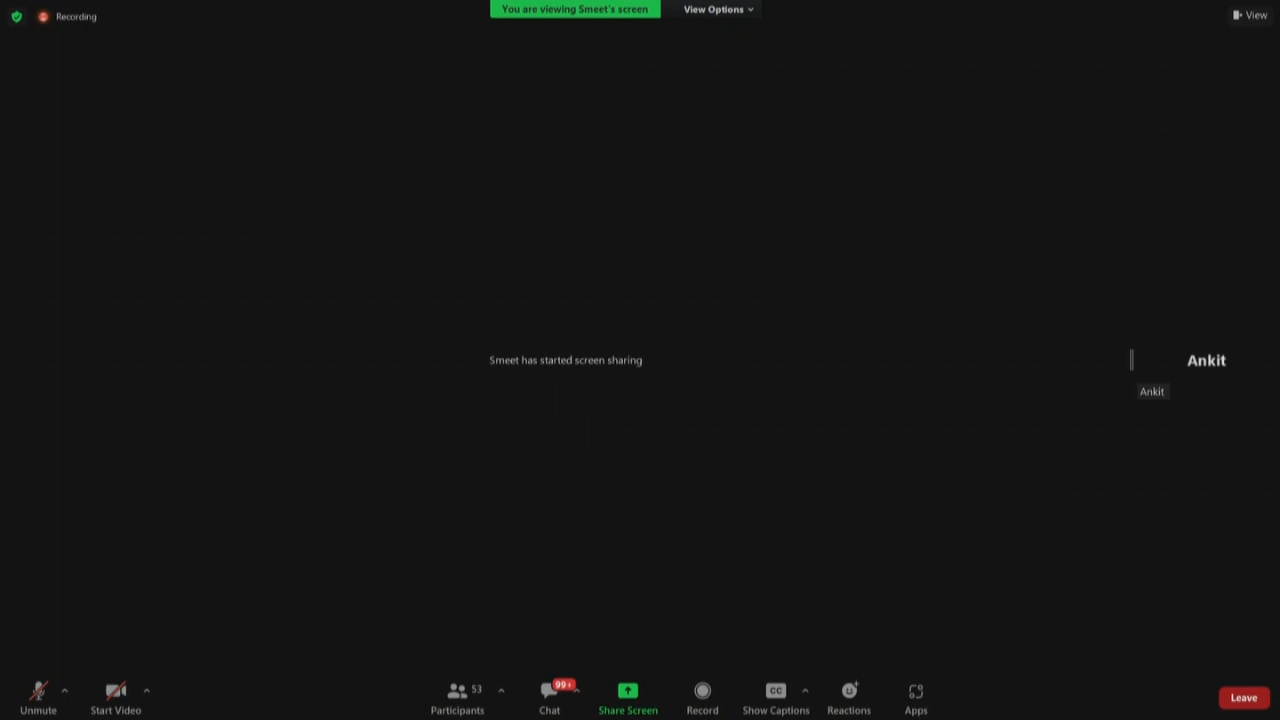 Recording
You are viewing Smeet's screen
View Options
View
Smeet has started screen sharing
Ankit
Ankit
Unmute
Start Video
53
Participants
99+
Chat
Share Screen
Record
CC
Show Captions
Reactions
Apps
Leave